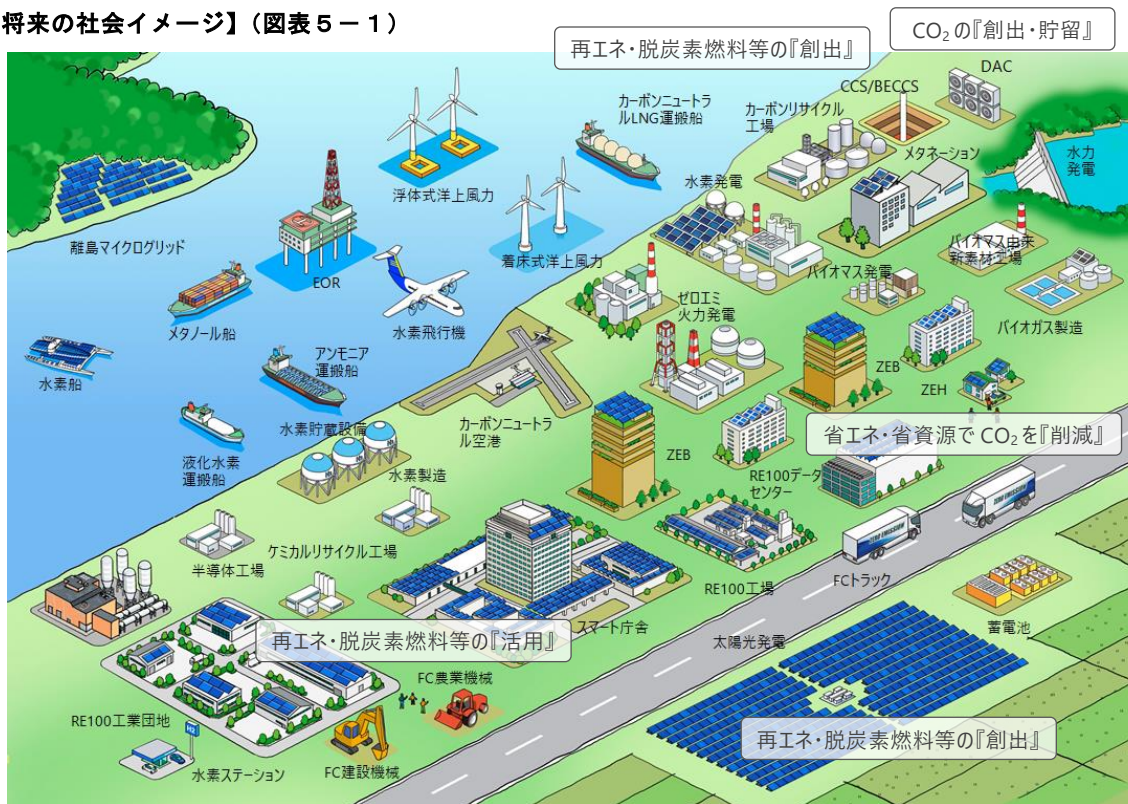 将来の社会イメージ】(図表5-1)
CO₂の『創出・貯留』
再エネ・脱炭素燃料等の『創出』
DAC
CCS/BECCS
カーボンニュートラ
ルLNG運搬船
カーボンリサイクル
工場
メタネーション
水力
発電
浮体式洋上風力
水素発電
離島マイクログリッド
着床式洋上風力
バイオマス由来
新素材工場
EOR
バイオマス発電
ゼロエミ
火力発電
バイオガス製造
メタノール船
水素飛行機
アンモニア
運搬船
水素船
ZEB
ZEH
水素貯蔵設備
カーボンニュートラ
ル空港
省エネ・省資源でCO₂を『削減』
ZEB
液化水素
運搬船
水素製造
RE100データ
センター
ZERO EMISSION
ZERO EMISSION
ケミカルリサイクル工場
半導体工場
RE100工場
FCトラック
スマート庁舎
蓄電池
再エネ・脱炭素燃料等の『活用』
太陽光発電
FC農業機械
RE100工業団地
H2
再エネ・脱炭素燃料等の『創出』
水素ステーション
FC建設機械